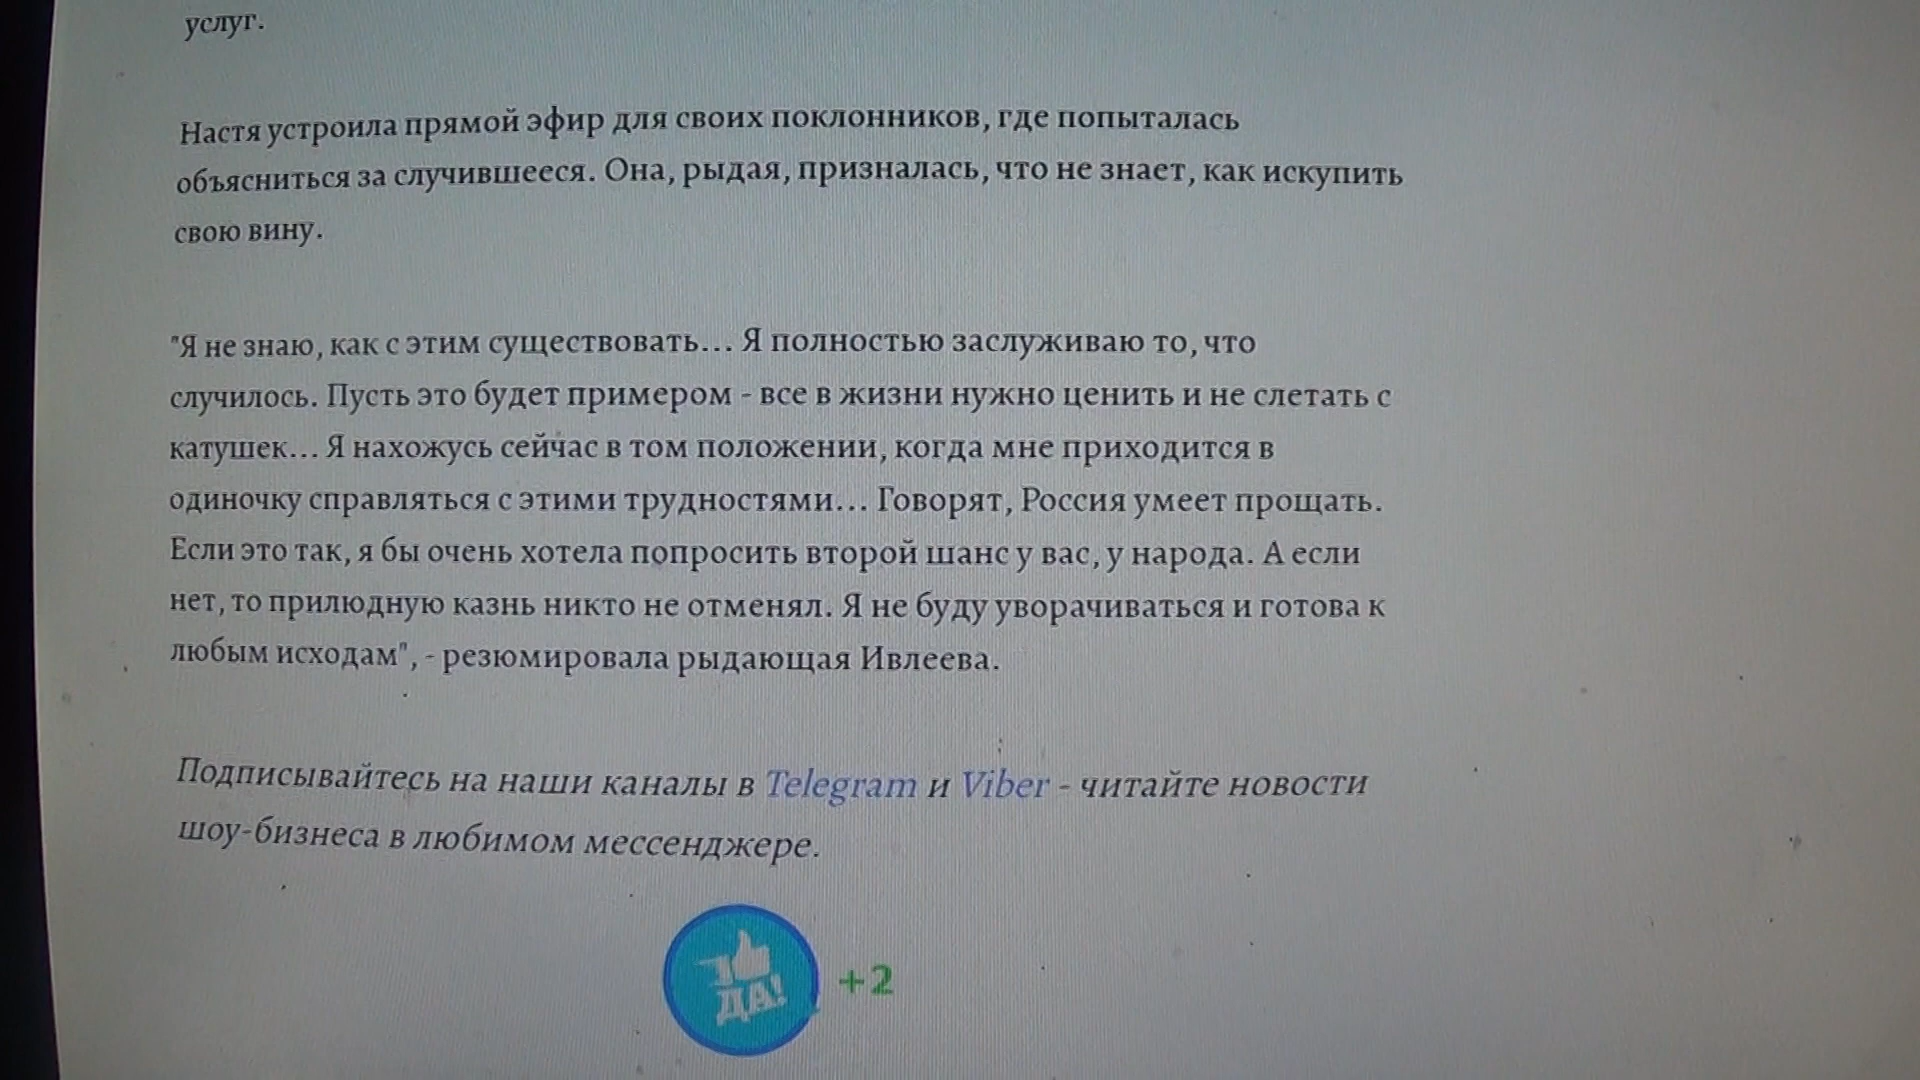 услуг.
Настя устроила прямой эфир для своих поклонников, где попыталась
объясниться за случившееся. Она, рыдая, призналась, что не знает, как искупить
свою вину.
"Я не знаю, как с этим существовать... Я полностью заслуживаю то, что
случилось. Пусть это будет примером - все в жизни нужно ценить и не слетать с
катушек... Я нахожусь сейчас в том положении, когда мне приходится в
одиночку справляться с этими трудностями... Говорят, Россия умеет прощать.
Если это так, я бы очень хотела попросить второй шанс у вас, у народа. А если
нет, то прилюдную казнь никто не отменял. Я не буду уворачиваться и готова к
любым исходам", - резюмировала рыдающая Ивлеева.
Подписывайтесь на наши каналы в Telegram и Viber - читайте новости
шоу-бизнеса в любимом мессенджере.
ДА! +2